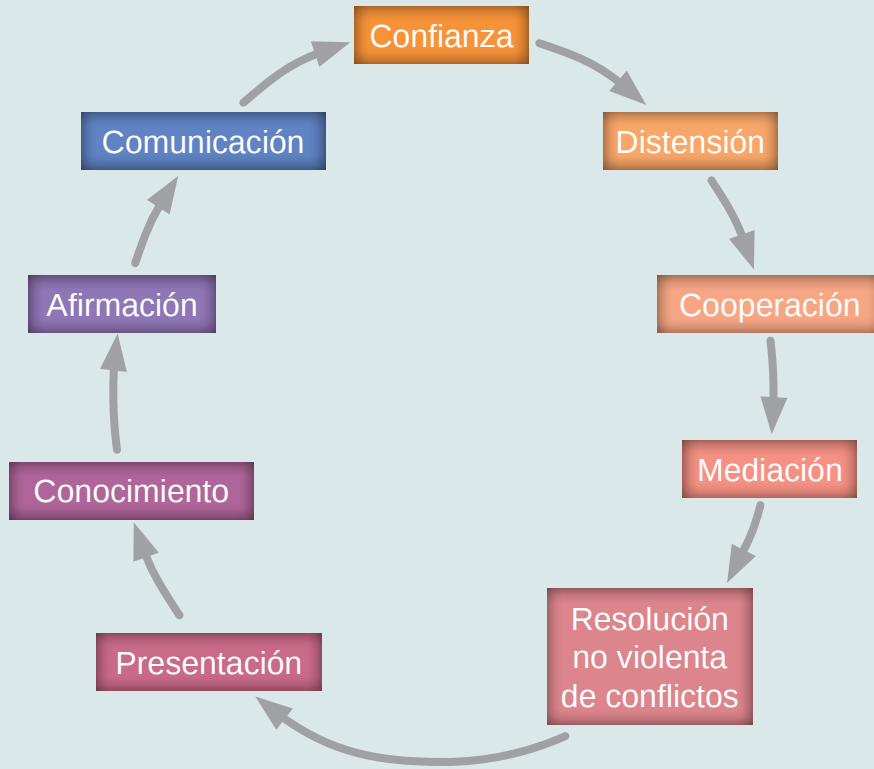 Confianza
Comunicación
Distensión
Afirmación
Cooperación
Mediación
Conocimiento
Resolución
no violenta
de conflictos
Presentación